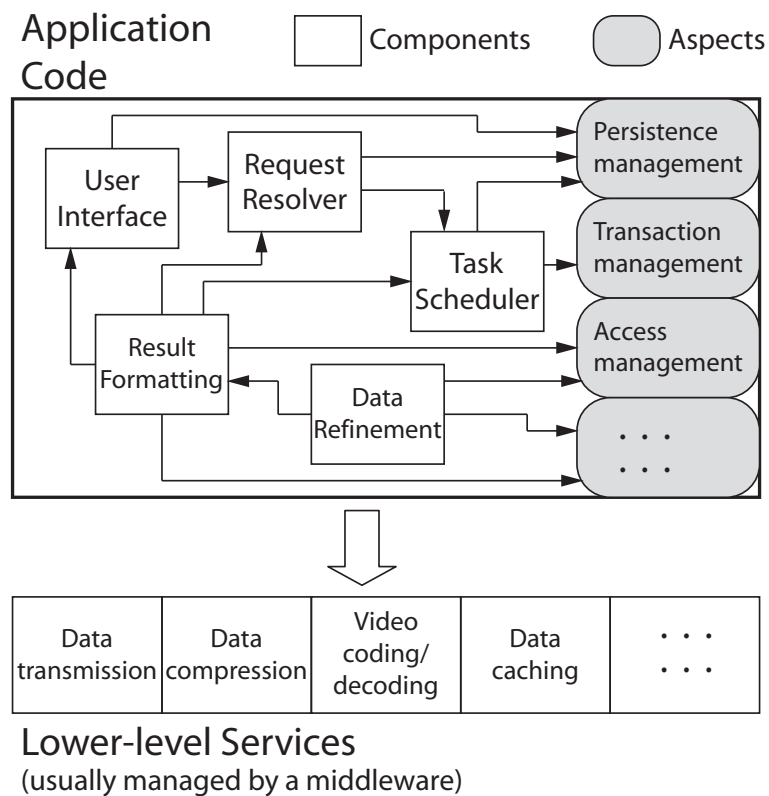 Application
Code
Components
Aspects
User
Interface
Request
Resolver
Persistence
management
Task
Scheduler
Transaction
management
Result
Formatting
Access
management
Data
Refinement
. . .
. . .
Data
transmission
Data
compression
Video
coding/
decoding
Data
caching
. . .
. . .
Lower-level Services
(usually managed by a middleware)